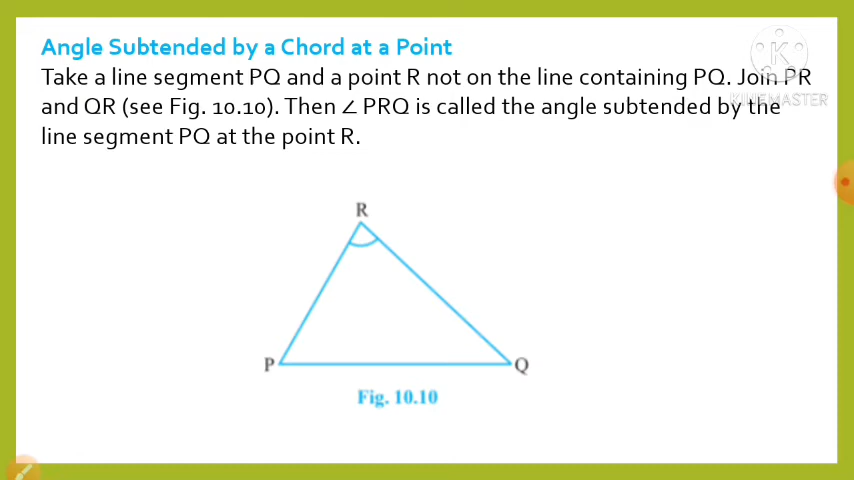 Angle Subtended by a Chord at a Point
Take a line segment PQ and a point R not on the line containing PQ. Join PR
and QR (see Fig. 10.10). Then ∠ PRQ is called the angle subtended by the
line segment PQ at the point R.
K
KINEMASTER
R
P
Q
Fig. 10.10